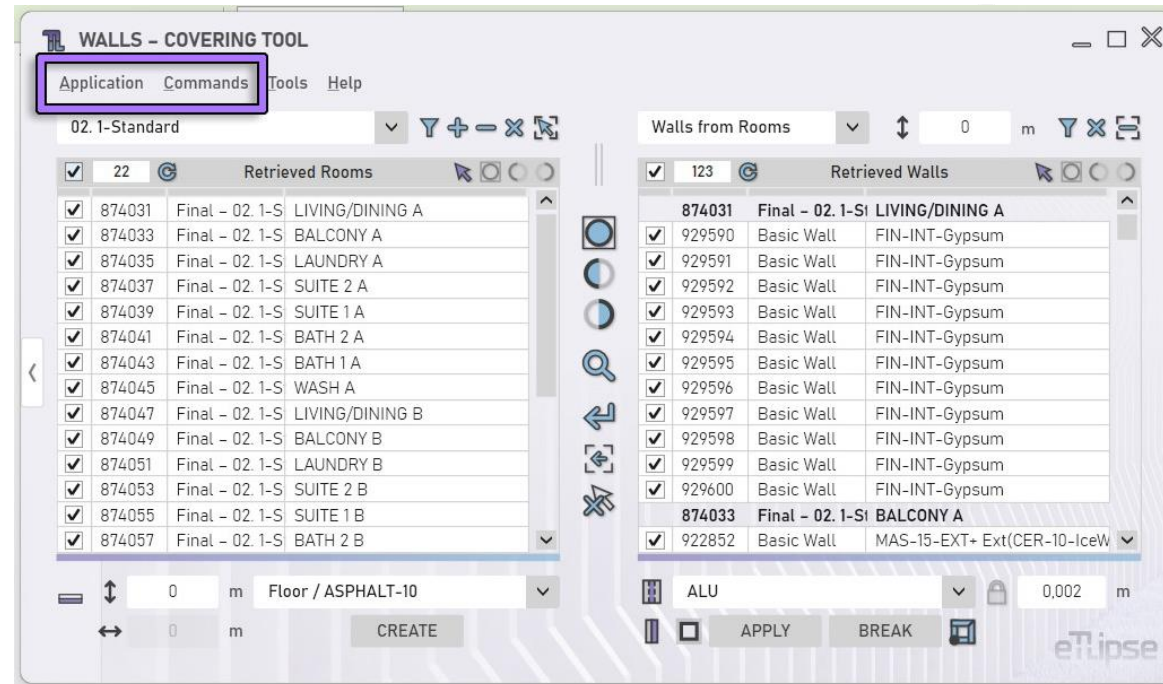 WALLS – COVERING TOOL
Application Commands Tools Help
02. 1-Standard
Walls from Rooms 0 m
22 Retrieved Rooms
123 Retrieved Walls
874031 Final – 02. 1-S LIVING/DINING A
874033 Final – 02. 1-S BALCONY A
874035 Final – 02. 1-S LAUNDRY A
874037 Final – 02. 1-S SUITE 2 A
874039 Final – 02. 1-S SUITE 1 A
874041 Final – 02. 1-S BATH 2 A
874043 Final – 02. 1-S BATH 1 A
874045 Final – 02. 1-S WASH A
874047 Final – 02. 1-S LIVING/DINING B
874049 Final – 02. 1-S BALCONY B
874051 Final – 02. 1-S LAUNDRY B
874053 Final – 02. 1-S SUITE 2 B
874055 Final – 02. 1-S SUITE 1 B
874057 Final – 02. 1-S BATH 2 B
874031 Final – 02. 1-St LIVING/DINING A
929590 Basic Wall FIN-INT-Gypsum
929591 Basic Wall FIN-INT-Gypsum
929592 Basic Wall FIN-INT-Gypsum
929593 Basic Wall FIN-INT-Gypsum
929594 Basic Wall FIN-INT-Gypsum
929595 Basic Wall FIN-INT-Gypsum
929596 Basic Wall FIN-INT-Gypsum
929597 Basic Wall FIN-INT-Gypsum
929598 Basic Wall FIN-INT-Gypsum
929599 Basic Wall FIN-INT-Gypsum
929600 Basic Wall FIN-INT-Gypsum
874033 Final – 02. 1-St BALCONY A
922852 Basic Wall MAS-15-EXT+ Ext(CER-10-IceW
0 m Floor / ASPHALT-10
0 m CREATE
ALU 0,002 m
APPLY BREAK
eTLipse